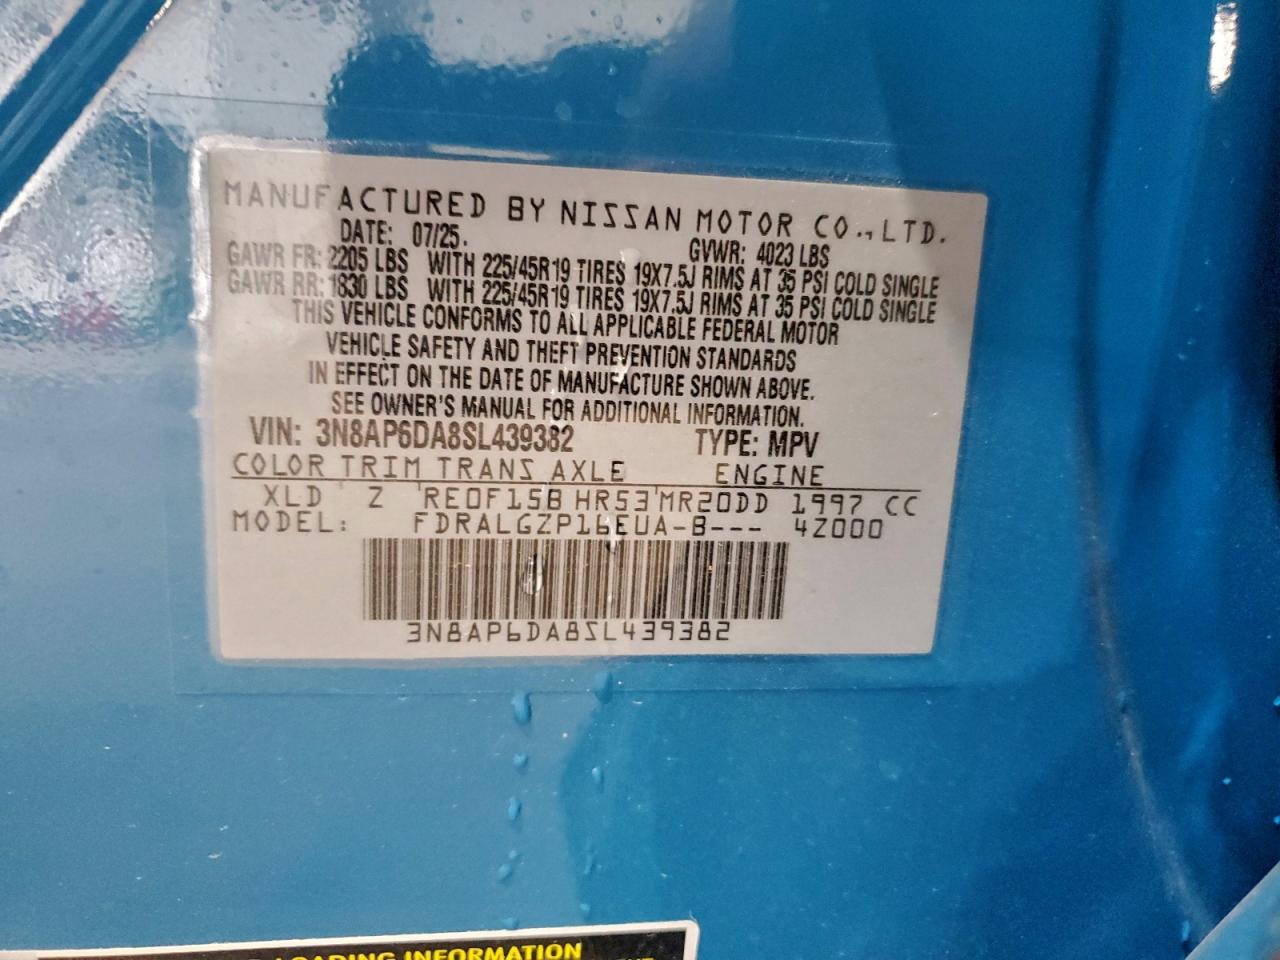 MANUFACTURED BY NISSAN MOTOR CO., LTD.
DATE: 07/25. GVWR: 4023 LBS
GAWR FR: 2205 LBS WITH 225/45R19 TIRES 19X7.5J RIMS AT 35 PSI COLD SINGLE
GAWR RR: 1830 LBS WITH 225/45R19 TIRES 19X7.5J RIMS AT 35 PSI COLD SINGLE
THIS VEHICLE CONFORMS TO ALL APPLICABLE FEDERAL MOTOR
VEHICLE SAFETY AND THEFT PREVENTION STANDARDS
IN EFFECT ON THE DATE OF MANUFACTURE SHOWN ABOVE.
SEE OWNER'S MANUAL FOR ADDITIONAL INFORMATION.
VIN: 3N8AP6DA8SL439382 TYPE: MPV
COLOR TRIM TRANS AXLE ENGINE
XLD Z RE0F15B HR53 MR20DD 1997 CC
MODEL: FDRALGZP16EUA-B--- 4Z000
3N8AP6DA8SL439382
LOADING INFORMATION